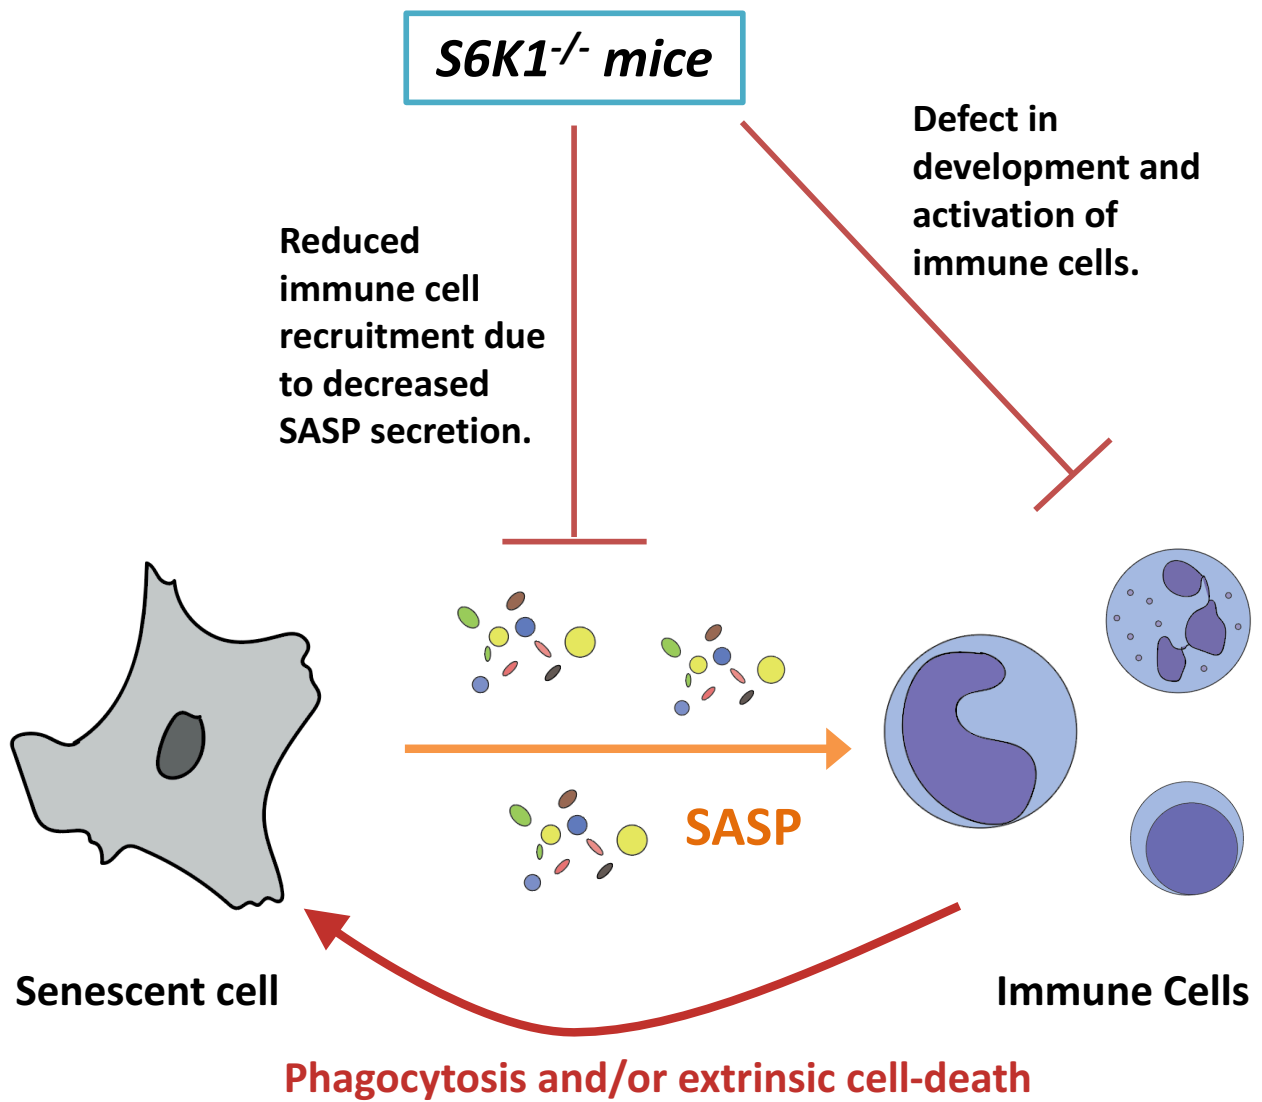 S6K1-/- mice
Defect in
development and
activation of
immune cells.
Reduced
immune cell
recruitment due
to decreased
SASP secretion.
SASP
Senescent cell
Immune Cells
Phagocytosis and/or extrinsic cell-death